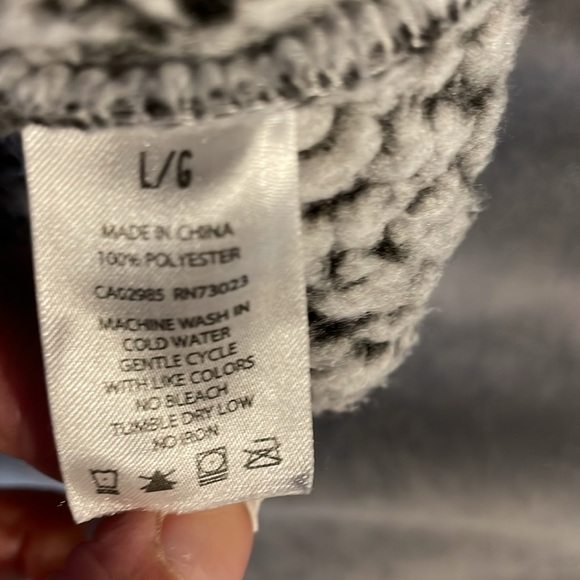 L/G
MADE IN CHINA
100% POLYESTER
CA02985 RN73023
MACHINE WASH IN
COLD WATER
GENTLE CYCLE
WITH LIKE COLORS
NO BLEACH
TUMBLE DRY LOW
NO IRON